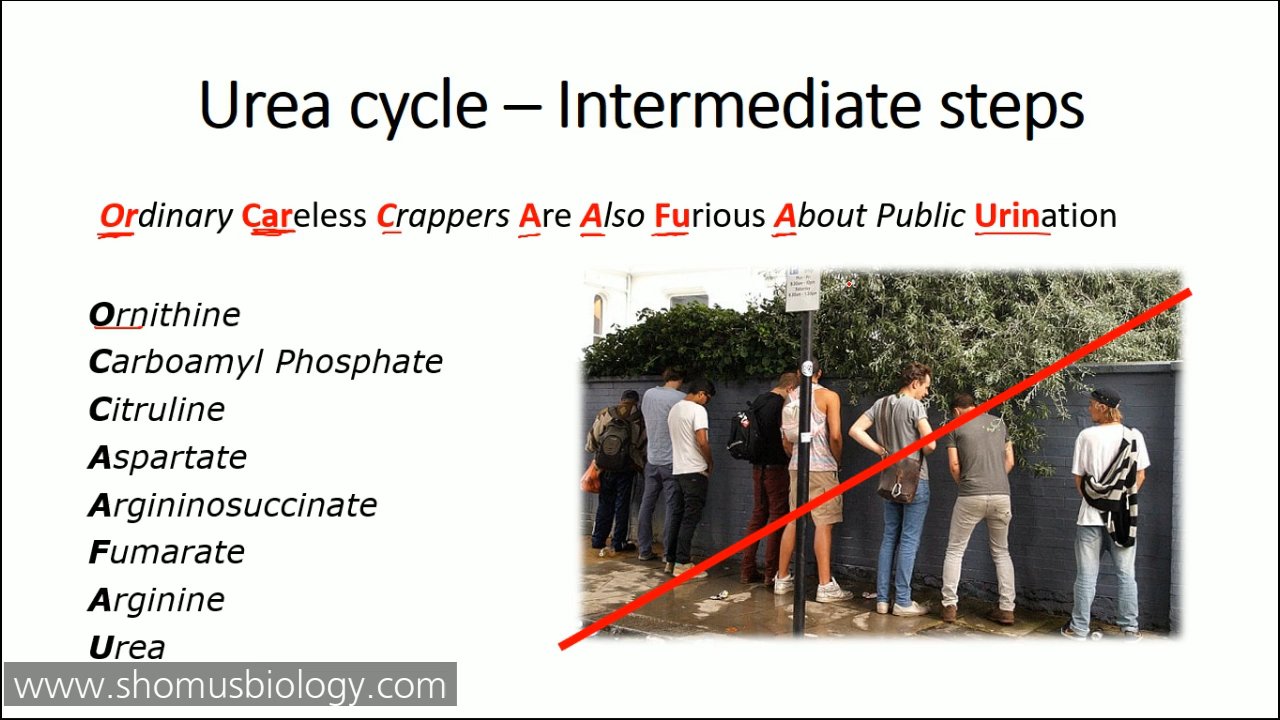 Urea cycle – Intermediate steps
Ordinary Careless Crappers Are Also Furious About Public Urination
Ornithine
Carboamyl Phosphate
Citruline
Aspartate
Argininosuccinate
Fumarate
Arginine
Urea
www.shomusbiology.com